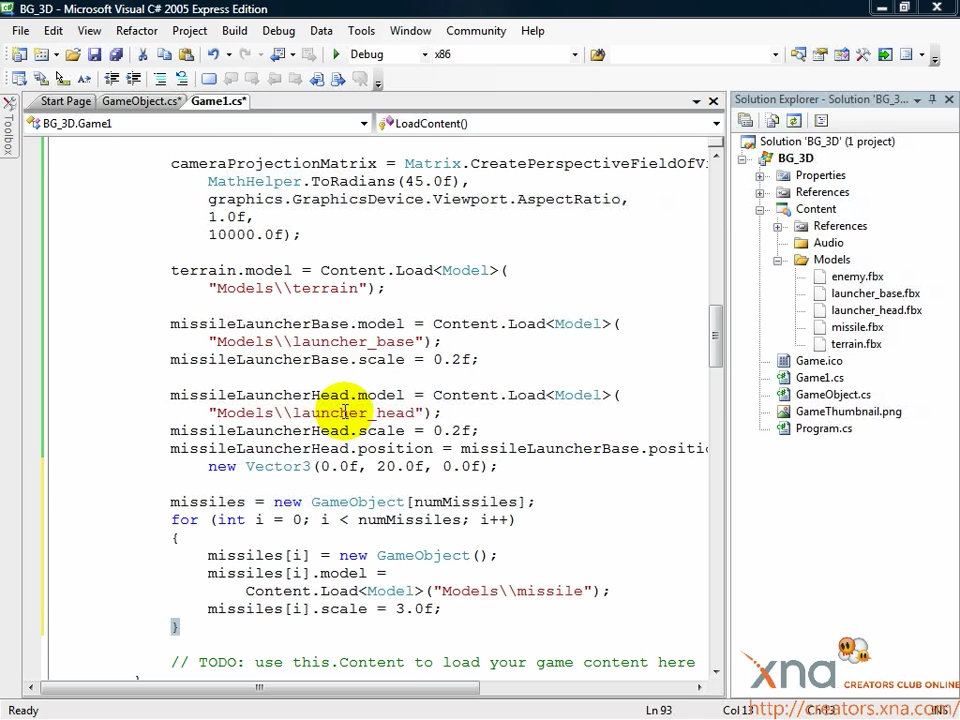 BG_3D - Microsoft Visual C# 2005 Express Edition
File Edit View Refactor Project Build Debug Data Tools Window Community Help
Debug x86
Start Page GameObject.cs* Game1.cs*
BG_3D.Game1 LoadContent()
Toolbox
cameraProjectionMatrix = Matrix.CreatePerspectiveFieldOfVi
MathHelper.ToRadians(45.0f),
graphics.GraphicsDevice.Viewport.AspectRatio,
1.0f,
10000.0f);
terrain.model = Content.Load<Model>(
"Models\\terrain");
missileLauncherBase.model = Content.Load<Model>(
"Models\\launcher_base");
missileLauncherBase.scale = 0.2f;
missileLauncherHead.model = Content.Load<Model>(
"Models\\launcher_head");
missileLauncherHead.scale = 0.2f;
missileLauncherHead.position = missileLauncherBase.positio
new Vector3(0.0f, 20.0f, 0.0f);
missiles = new GameObject[numMissiles];
for (int i = 0; i < numMissiles; i++)
{
missiles[i] = new GameObject();
missiles[i].model =
Content.Load<Model>("Models\\missile");
missiles[i].scale = 3.0f;
}
// TODO: use this.Content to load your game content here
Solution Explorer - Solution 'BG_3...
Solution 'BG_3D' (1 project)
BG_3D
Properties
References
Content
References
Audio
Models
enemy.fbx
launcher_base.fbx
launcher_head.fbx
missile.fbx
terrain.fbx
Game.ico
Game1.cs
GameObject.cs
GameThumbnail.png
Program.cs
xna CREATORS CLUB ONLINE
Ready Ln 93 Col 13 INS
http://creators.xna.com/